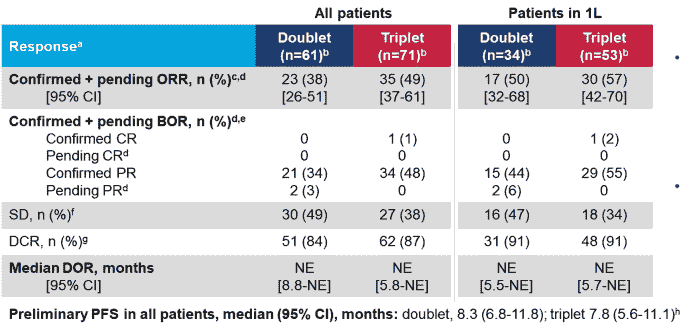 All patients Patients in 1L
Responseᵃ Doublet (n=61)ᵇ Triplet (n=71)ᵇ Doublet (n=34)ᵇ Triplet (n=53)ᵇ
Confirmed + pending ORR, n (%)ᶜ,ᵈ 23 (38) 35 (49) 17 (50) 30 (57)
[95% CI] [26-51] [37-61] [32-68] [42-70]
Confirmed + pending BOR, n (%)ᵈ,ᵉ
Confirmed CR 0 1 (1) 0 1 (2)
Pending CRᵈ 0 0 0 0
Confirmed PR 21 (34) 34 (48) 15 (44) 29 (55)
Pending PRᵈ 2 (3) 0 2 (6) 0
SD, n (%)ᶠ 30 (49) 27 (38) 16 (47) 18 (34)
DCR, n (%)ᵍ 51 (84) 62 (87) 31 (91) 48 (91)
Median DOR, months NE NE NE NE
[95% CI] [8.8-NE] [5.8-NE] [5.5-NE] [5.7-NE]
Preliminary PFS in all patients, median (95% CI), months: doublet, 8.3 (6.8-11.8); triplet 7.8 (5.6-11.1)ʰ